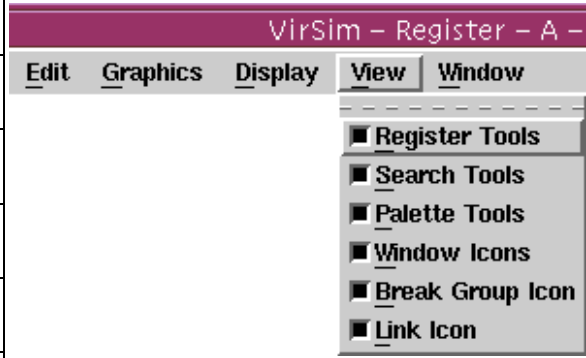 VirSim – Register – A –
Edit Graphics Display View Window
Register Tools
Search Tools
Palette Tools
Window Icons
Break Group Icon
Link Icon